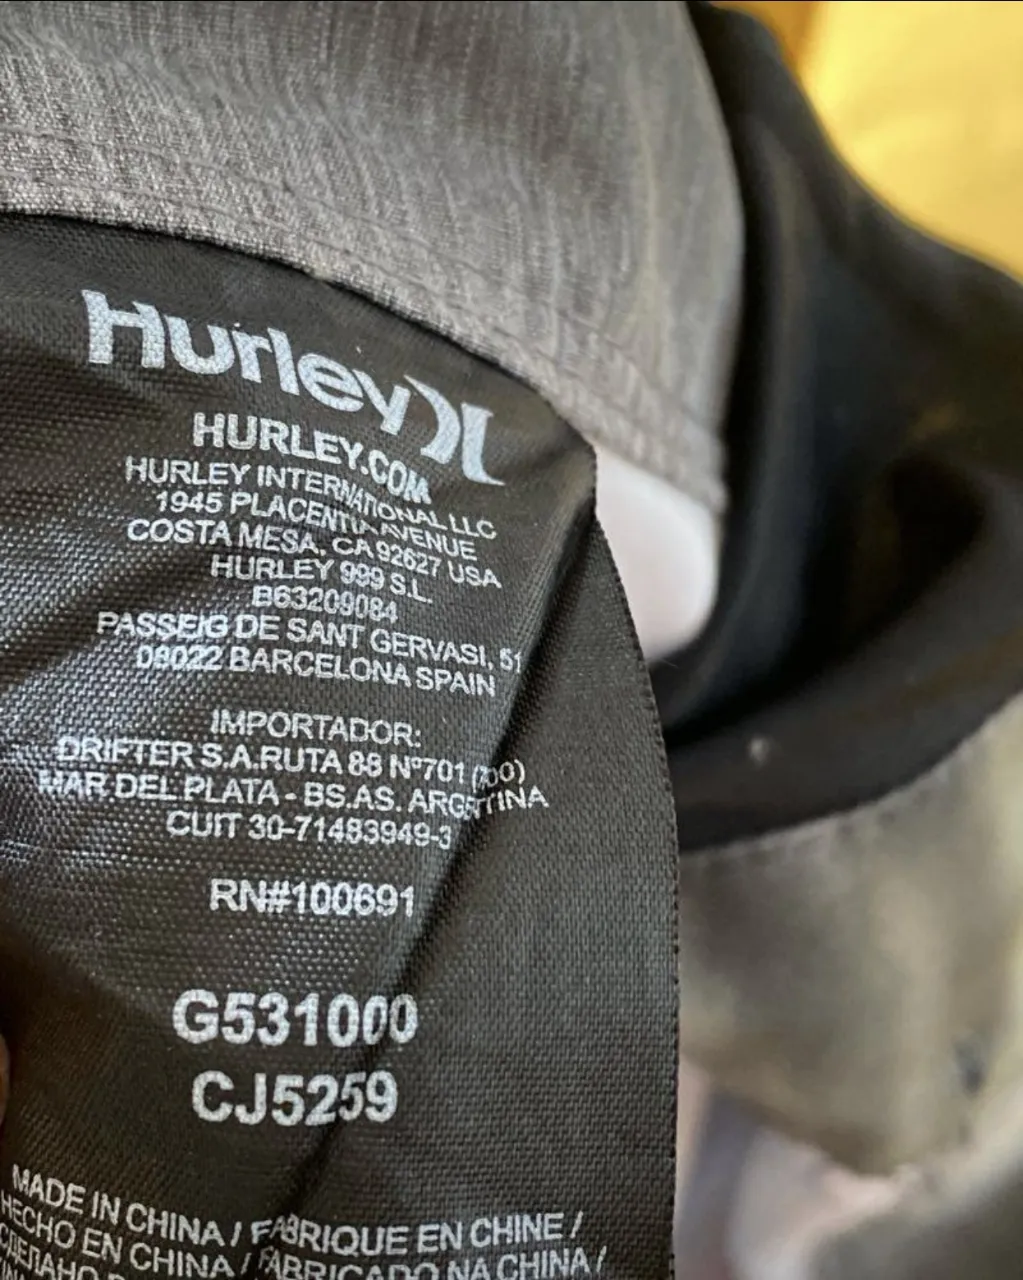 Hurley
HURLEY.COM
HURLEY INTERNATIONAL LLC
1945 PLACENTIA AVENUE
COSTA MESA, CA 92627 USA
HURLEY 999 S.L.
B63209084
PASSEIG DE SANT GERVASI, 51
08022 BARCELONA SPAIN
IMPORTADOR:
DRIFTER S.A.RUTA 88 Nº701 (200)
MAR DEL PLATA - BS.AS.
CUIT 30-71483949-3
RN#100691
G531000
CJ5259
MADE IN CHINA / FABRIQUE EN CHINE /
HECHO EN CHINA / FABRICADO NA CHINA /